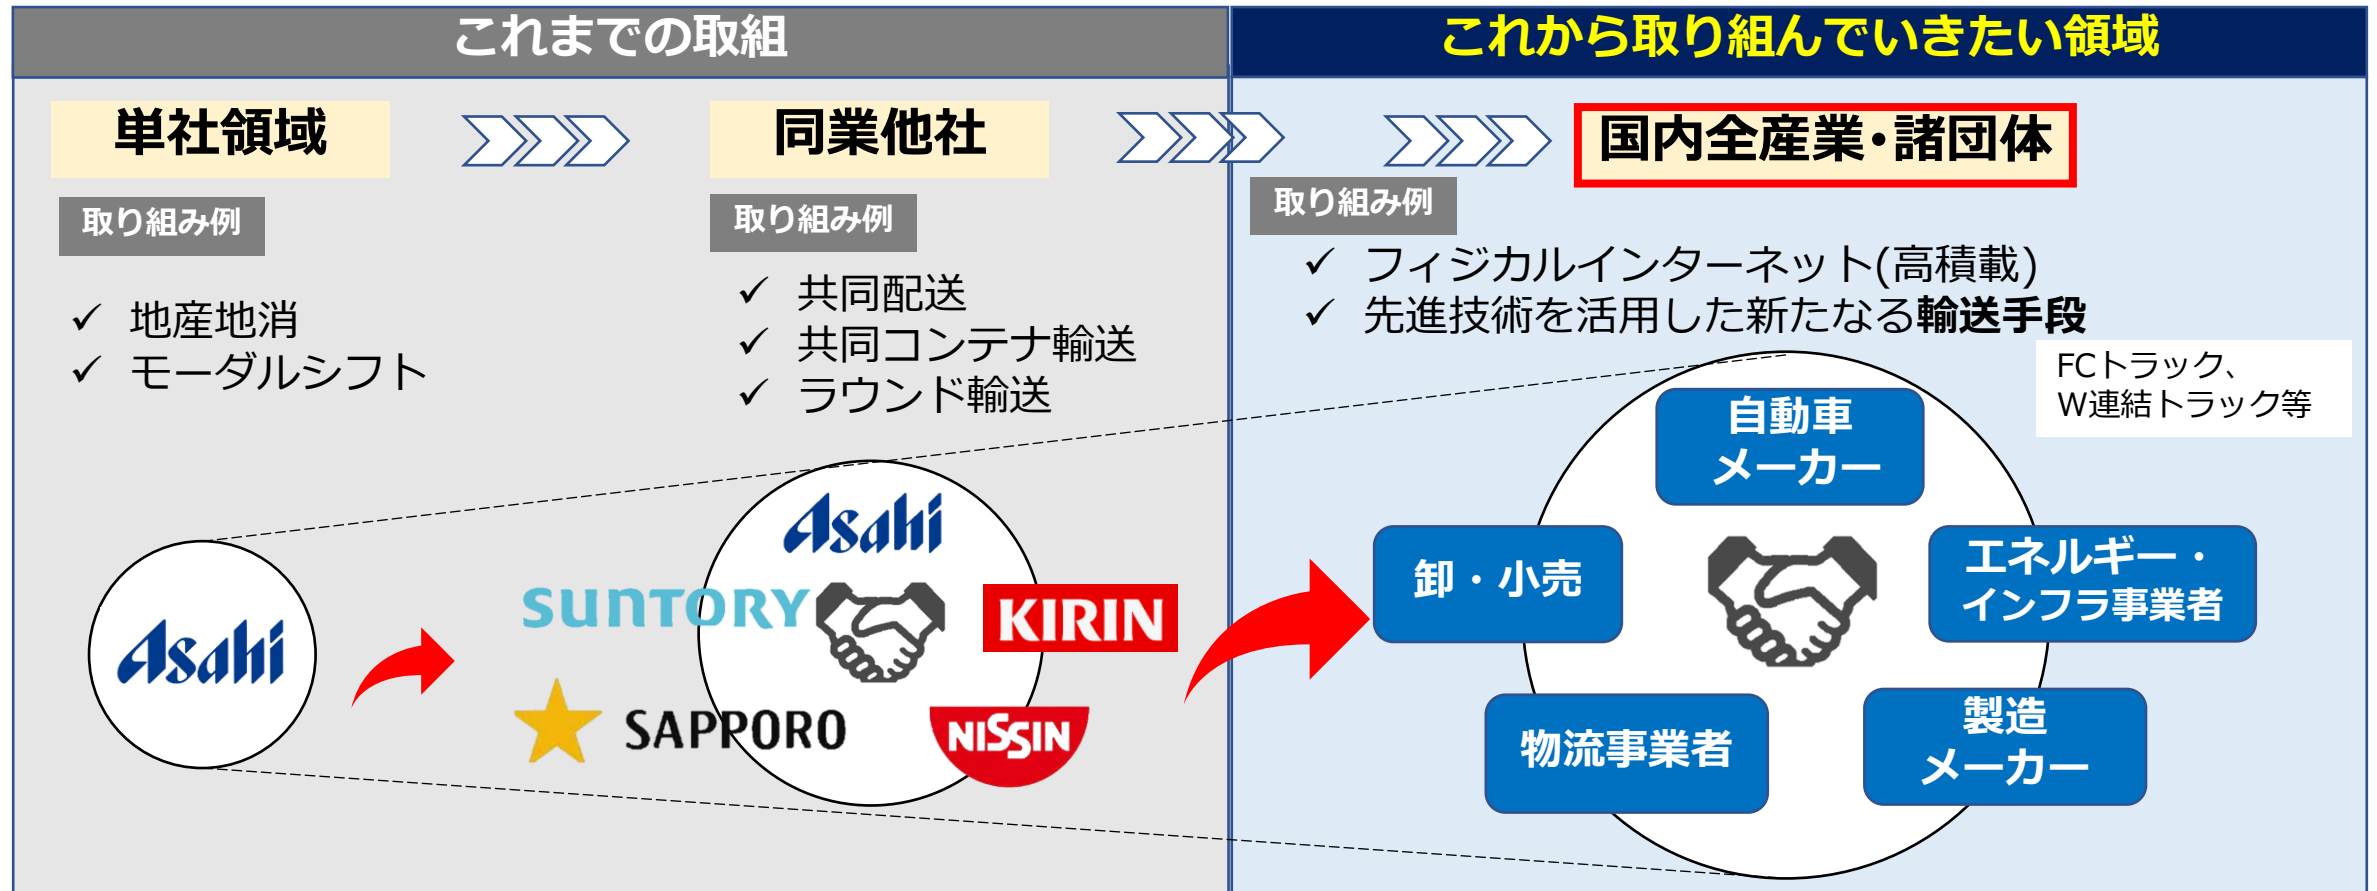 これまでの取組
これから取り組んでいきたい領域
単社領域
同業他社
国内全産業・諸団体
取り組み例
✓ 地産地消
✓ モーダルシフト
取り組み例
✓ 共同配送
✓ 共同コンテナ輸送
✓ ラウンド輸送
取り組み例
✓ フィジカルインターネット(高積載)
✓ 先進技術を活用した新たなる輸送手段
FCトラック、
W連結トラック等
Asahi
Asahi
SUNTORY
KIRIN
SAPPORO
NISSIN
自動車
メーカー
卸・小売
エネルギー・
インフラ事業者
物流事業者
製造
メーカー